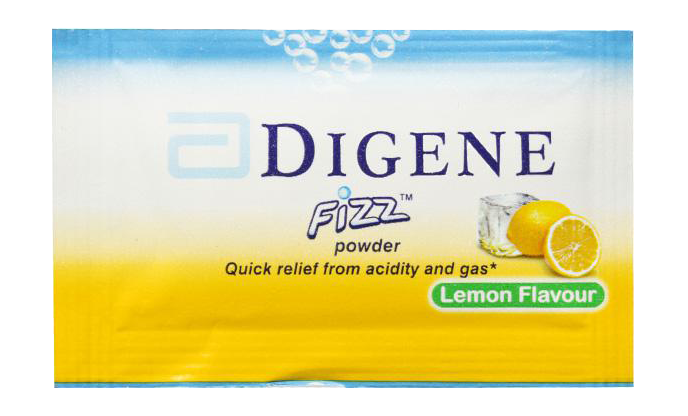 DIGENE
Fizz™
powder
Quick relief from acidity and gas*
Lemon Flavour